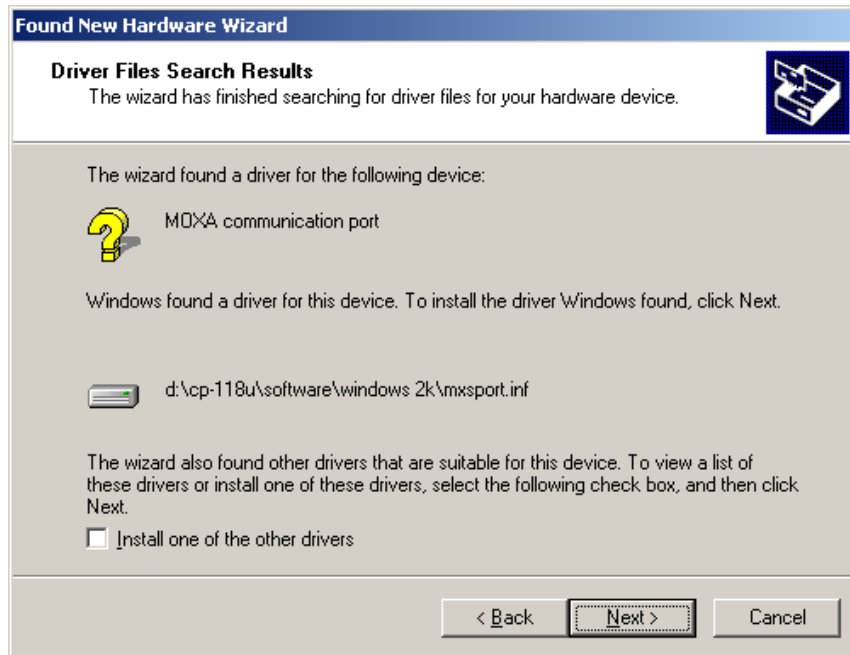 Found New Hardware Wizard
Driver Files Search Results
The wizard has finished searching for driver files for your hardware device.
The wizard found a driver for the following device:
MOXA communication port
Windows found a driver for this device. To install the driver Windows found, click Next.
d:\cp-118u\software\windows 2k\mxsport.inf
The wizard also found other drivers that are suitable for this device. To view a list of
these drivers or install one of these drivers, select the following check box, and then click
Next.
Install one of the other drivers
< Back Next > Cancel